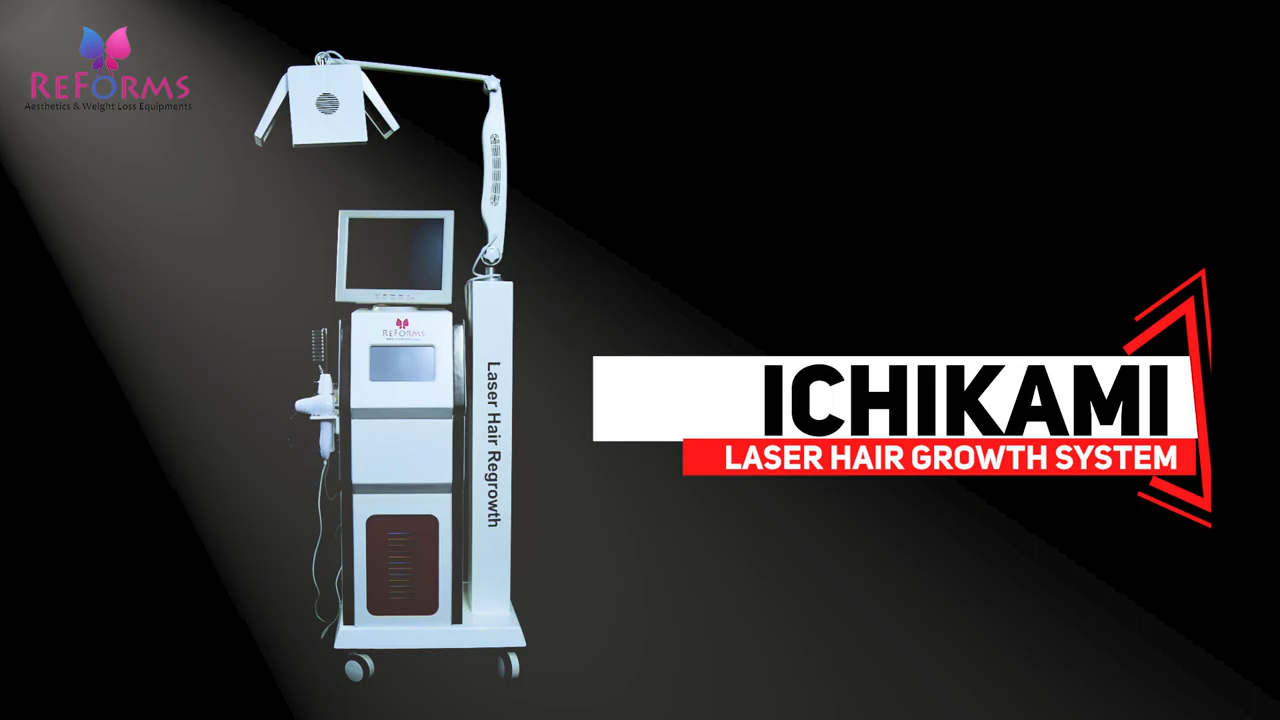 REFORMS
Aesthetics & Weight Loss Equipments
REFORMS
Laser Hair Regrowth
ICHIKAMI
LASER HAIR GROWTH SYSTEM